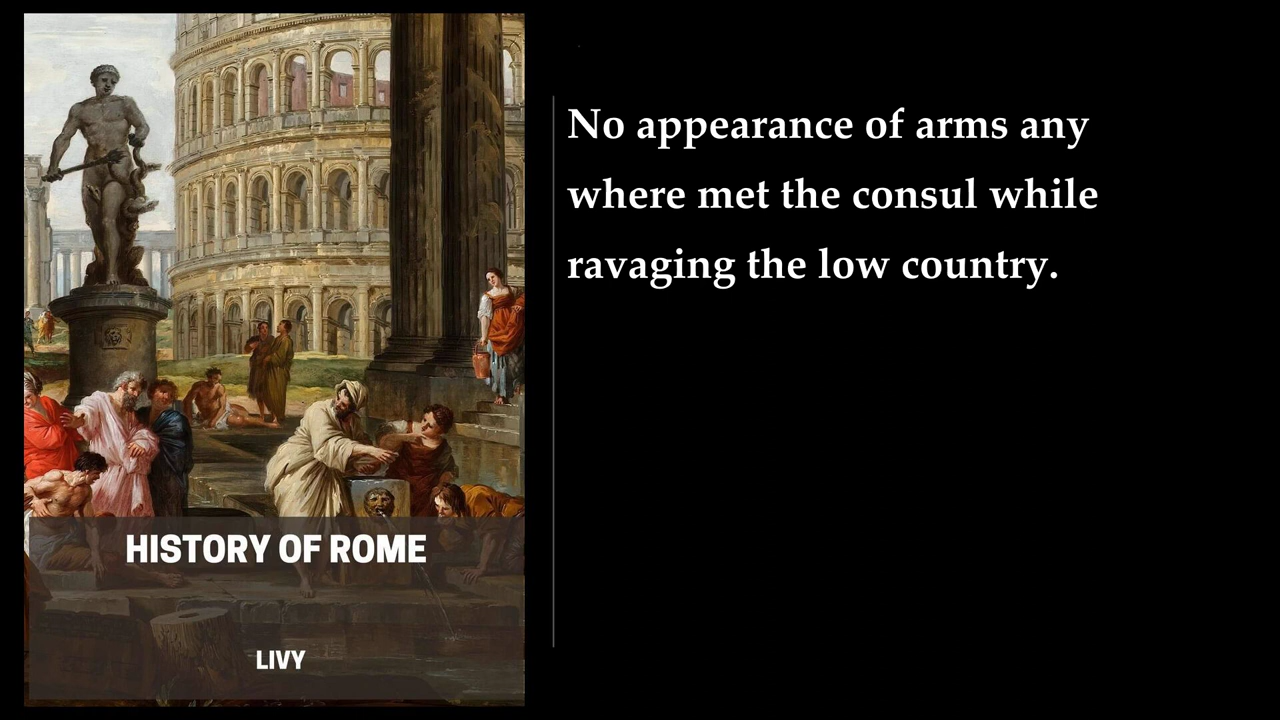 No appearance of arms any
where met the consul while
ravaging the low country.
HISTORY OF ROME
LIVY